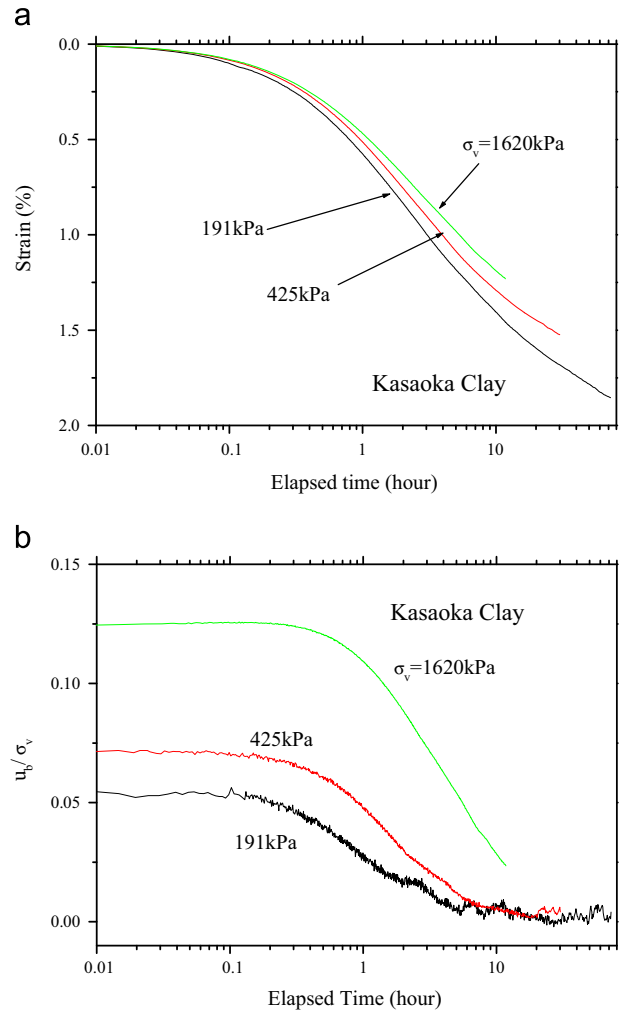 a
0.0
0.5
1.0
1.5
2.0
Strain (%)
σv=1620kPa
191kPa
425kPa
Kasaoka Clay
0.01
0.1
1
10
Elapsed time (hour)
b
0.15
0.10
0.05
0.00
ub/ σv
Kasaoka Clay
σv=1620kPa
425kPa
191kPa
0.01
0.1
1
10
Elapsed Time (hour)